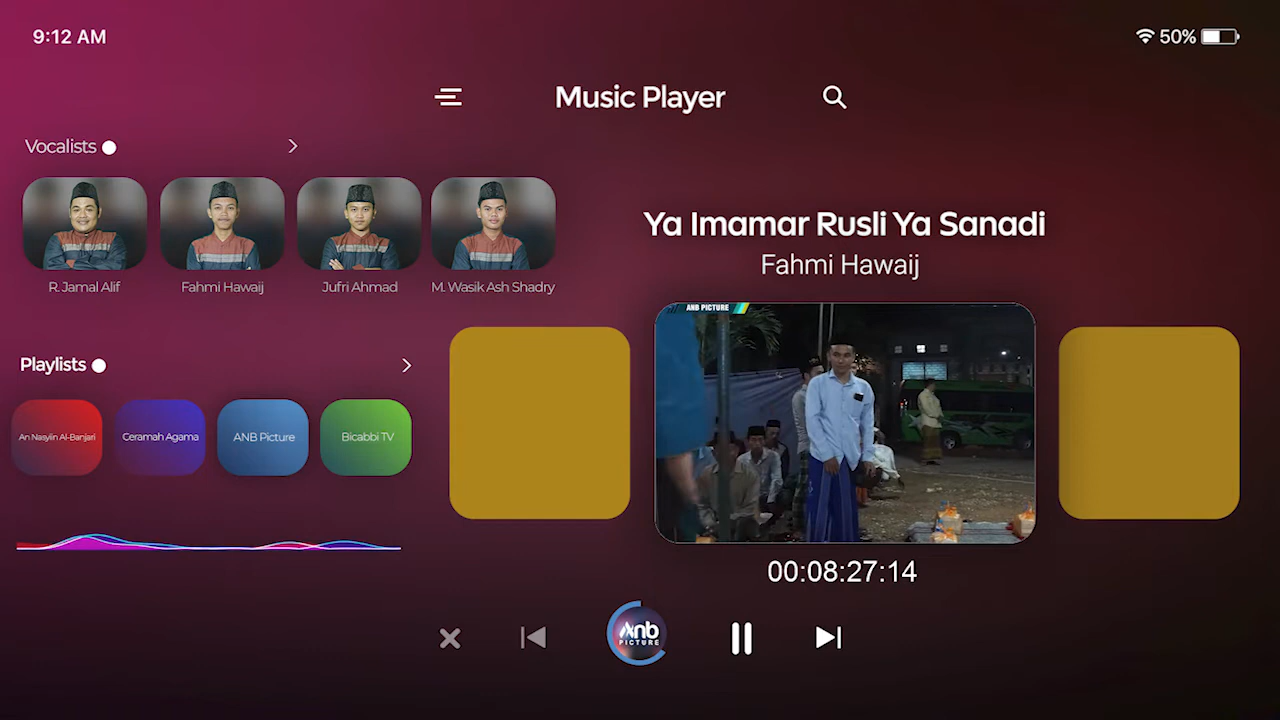 9:12 AM
50%
Music Player
Vocalists
R. Jamal Alif
Fahmi Hawaij
Jufri Ahmad
M. Wasik Ash Shadry
Ya Imamar Rusli Ya Sanadi
Fahmi Hawaij
ANB PICTURE
Playlists
An Nasyiin Al-Banjari
Ceramah Agama
ANB Picture
Bicabbi TV
00:08:27:14
Anb
PICTURE